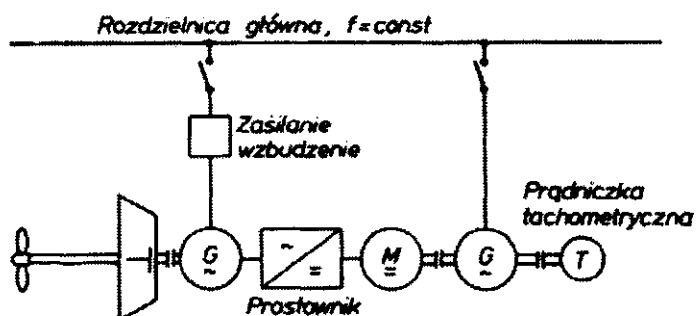 Rozdzielnica główna, f=const
Zasilanie
wzbudzenie
Prądniczka
tachometryczna
G
~
~
=
M
=
G
~
T
Prostownik